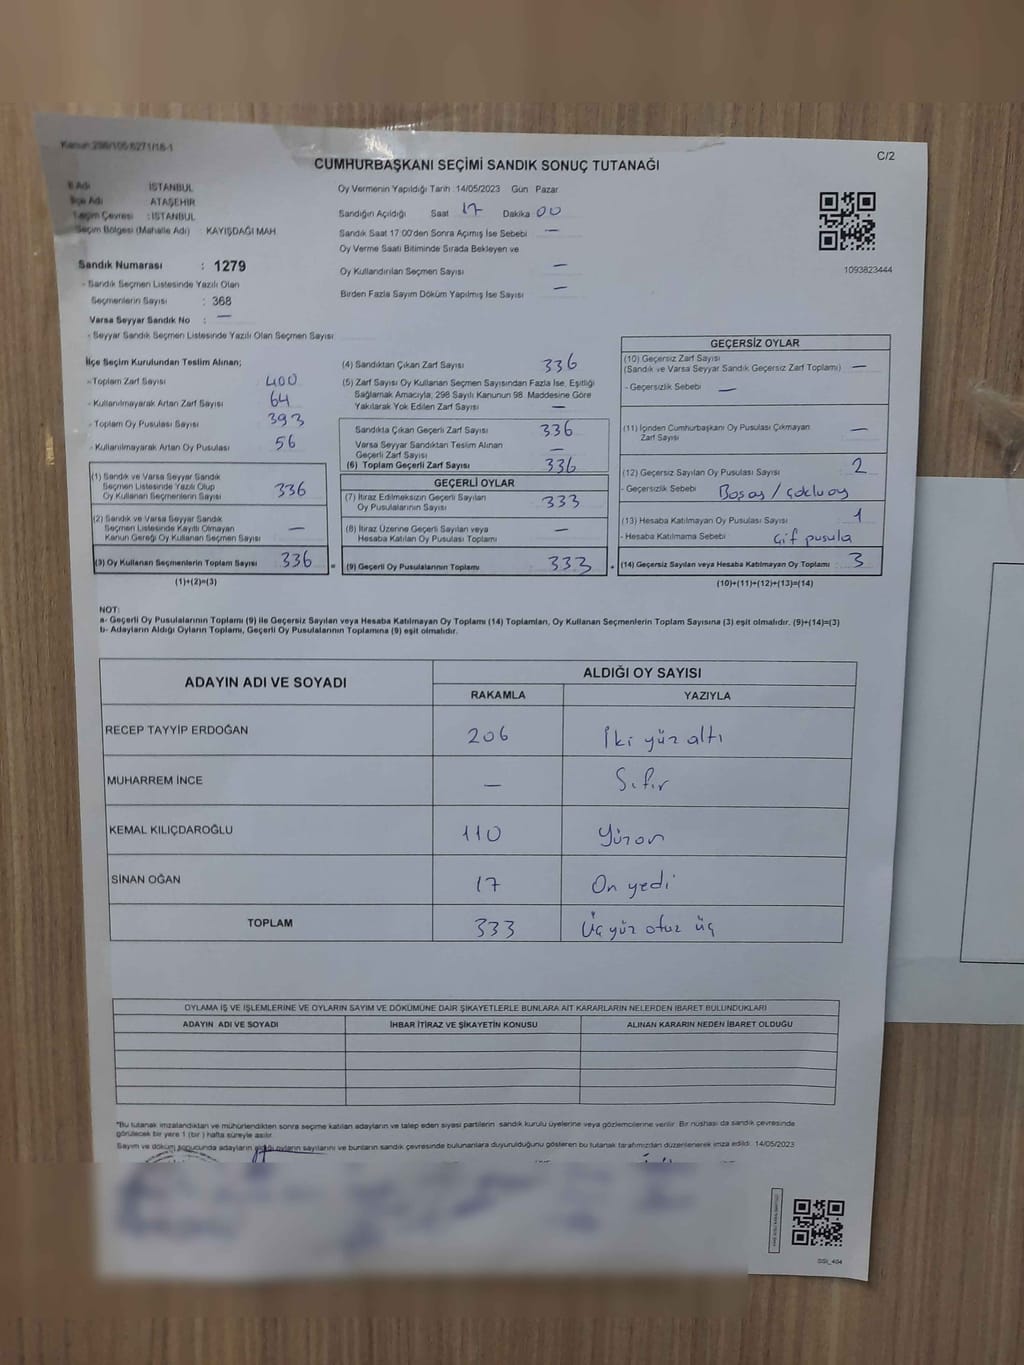 Kanun:298/105:6271/18-1
C/2
CUMHURBAŞKANI SEÇİMİ SANDIK SONUÇ TUTANAĞI
İl Adı İSTANBUL
İlçe Adı ATAŞEHİR
Seçim Çevresi : İSTANBUL
Seçim Bölgesi (Mahalle Adı) : KAYIŞDAĞI MAH.
Sandık Numarası : 1279
- Sandık Seçmen Listesinde Yazılı Olan
Seçmenlerin Sayısı : 368
Varsa Seyyar Sandık No : —
- Seyyar Sandık Seçmen Listesinde Yazılı Olan Seçmen Sayısı
Oy Vermenin Yapıldığı Tarih :14/05/2023 Gün Pazar
Sandığın Açıldığı Saat 17 Dakika 00
Sandık Saat 17:00'den Sonra Açmış İse Sebebi —
Oy Verme Saati Bitiminde Sırada Bekleyen ve
Oy Kullandırılan Seçmen Sayısı —
Birden Fazla Sayım Döküm Yapılmış İse Sayısı —
1093823444
İlçe Seçim Kurulundan Teslim Alınan;
- Toplam Zarf Sayısı 400
- Kullanılmayarak Artan Zarf Sayısı 64
- Toplam Oy Pusulası Sayısı 393
- Kullanılmayarak Artan Oy Pusulası 56
(1) Sandık ve Varsa Seyyar Sandık
Seçmen Listesinde Yazılı Olup
Oy Kullanan Seçmenlerin Sayısı 336
(2) Sandık ve Varsa Seyyar Sandık
Seçmen Listesinde Kayıtlı Olmayan
Kanun Gereği Oy Kullanan Seçmen Sayısı —
(3) Oy Kullanan Seçmenlerin Toplam Sayısı 336 =
(1)+(2)=(3)
(4) Sandıktan Çıkan Zarf Sayısı 336
(5) Zarf Sayısı Oy Kullanan Seçmen Sayısından Fazla İse, Eşitliği
Sağlamak Amacıyla, 298 Sayılı Kanunun 98. Maddesine Göre
Yakılarak Yok Edilen Zarf Sayısı —
Sandıkta Çıkan Geçerli Zarf Sayısı 336
Varsa Seyyar Sandıktan Teslim Alınan
Geçerli Zarf Sayısı —
(6) Toplam Geçerli Zarf Sayısı 336
GEÇERLİ OYLAR
(7) İtiraz Edilmeksizin Geçerli Sayılan
Oy Pusulalarının Sayısı 333
(8) İtiraz Üzerine Geçerli Sayılan veya
Hesaba Katılan Oy Pusulası Toplamı —
(9) Geçerli Oy Pusulalarının Toplamı 333 +
GEÇERSİZ OYLAR
(10) Geçersiz Zarf Sayısı
(Sandık ve Varsa Seyyar Sandık Geçersiz Zarf Toplamı) —
- Geçersizlik Sebebi —
(11) İçinden Cumhurbaşkanı Oy Pusulası Çıkmayan
Zarf Sayısı —
(12) Geçersiz Sayılan Oy Pusulası Sayısı 2
- Geçersizlik Sebebi Boşoy / çokluoy
(13) Hesaba Katılmayan Oy Pusulası Sayısı 1
- Hesaba Katılmama Sebebi Çif pusula
(14) Geçersiz Sayılan veya Hesaba Katılmayan Oy Toplamı 3
(10)+(11)+(12)+(13)=(14)
NOT:
a- Geçerli Oy Pusulalarının Toplamı (9) ile Geçersiz Sayılan veya Hesaba Katılmayan Oy Toplamı (14) Toplamları, Oy Kullanan Seçmenlerin Toplam Sayısına (3) eşit olmalıdır. (9)+(14)=(3)
b- Adayların Aldığı Oyların Toplamı, Geçerli Oy Pusulalarının Toplamına (9) eşit olmalıdır.
ADAYIN ADI VE SOYADI ALDIĞI OY SAYISI
RAKAMLA YAZIYLA
RECEP TAYYİP ERDOĞAN 206 İki yüz altı
MUHARREM İNCE — Sıfır
KEMAL KILIÇDAROĞLU 110 Yüzon
SİNAN OĞAN 17 On yedi
TOPLAM 333 Üç yüz otuz üç
OYLAMA İŞ VE İŞLEMLERİNE VE OYLARIN SAYIM VE DÖKÜMÜNE DAİR ŞİKAYETLERLE BUNLARA AİT KARARLARIN NELERDEN İBARET BULUNDUKLARI
ADAYIN ADI VE SOYADI İHBAR İTİRAZ VE ŞİKAYETİN KONUSU ALINAN KARARIN NEDEN İBARET OLDUĞU
"Bu tutanak imzalandıktan ve mühürlendikten sonra seçime katılan adayların ve talep eden siyasi partilerin sandık kurulu üyelerine veya gözlemcilerine verilir. Bir nüshası da sandık çevresinde
görülecek bir yere 1 (bir) hafta süreyle asılır.
Sayım ve döküm sonucunda adayların aldığı oyların sayılarını ve bunların sandık çevresinde bulunanlara duyurulduğunu gösteren bu tutanak tarafımızdan düzenlenerek imza edildi. 14/05/2023